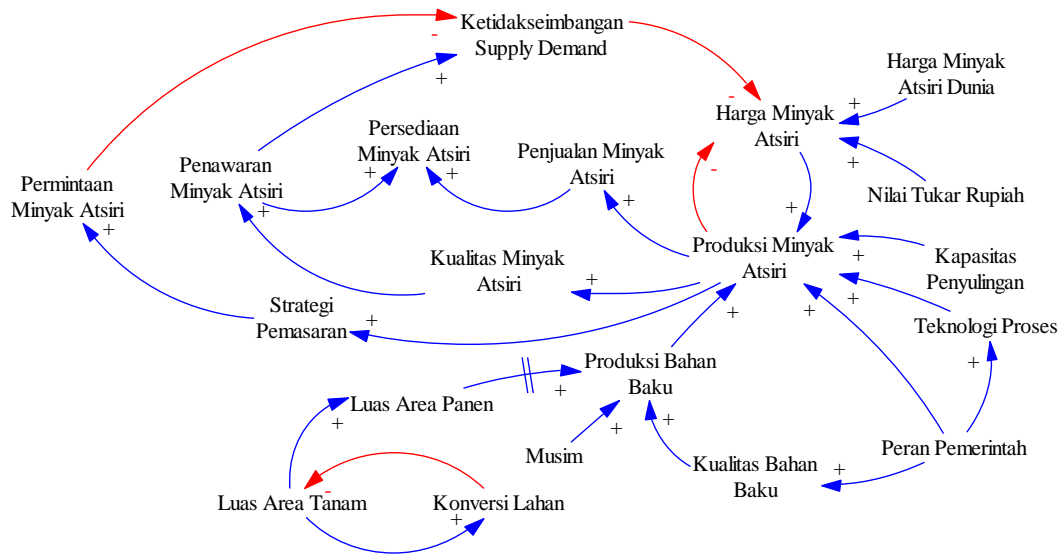 Ketidakseimbangan
Supply Demand
-
+
Harga Minyak
Atsiri Dunia
+
-
Harga Minyak
Atsiri
+
Nilai Tukar Rupiah
Persediaan
Minyak Atsiri
+
+
Penawaran
Minyak Atsiri
+
Penjualan Minyak
Atsiri
+
-
Permintaan
Minyak Atsiri
+
+
Produksi Minyak
Atsiri
+
+
+
+
Kapasitas
Penyulingan
Kualitas Minyak
Atsiri
+
Strategi
Pemasaran
+
Teknologi Proses
+
Produksi Bahan
Baku
+
+
+
Luas Area Panen
+
Musim
Peran Pemerintah
Kualitas Bahan
Baku
+
Luas Area Tanam
-
Konversi Lahan
+